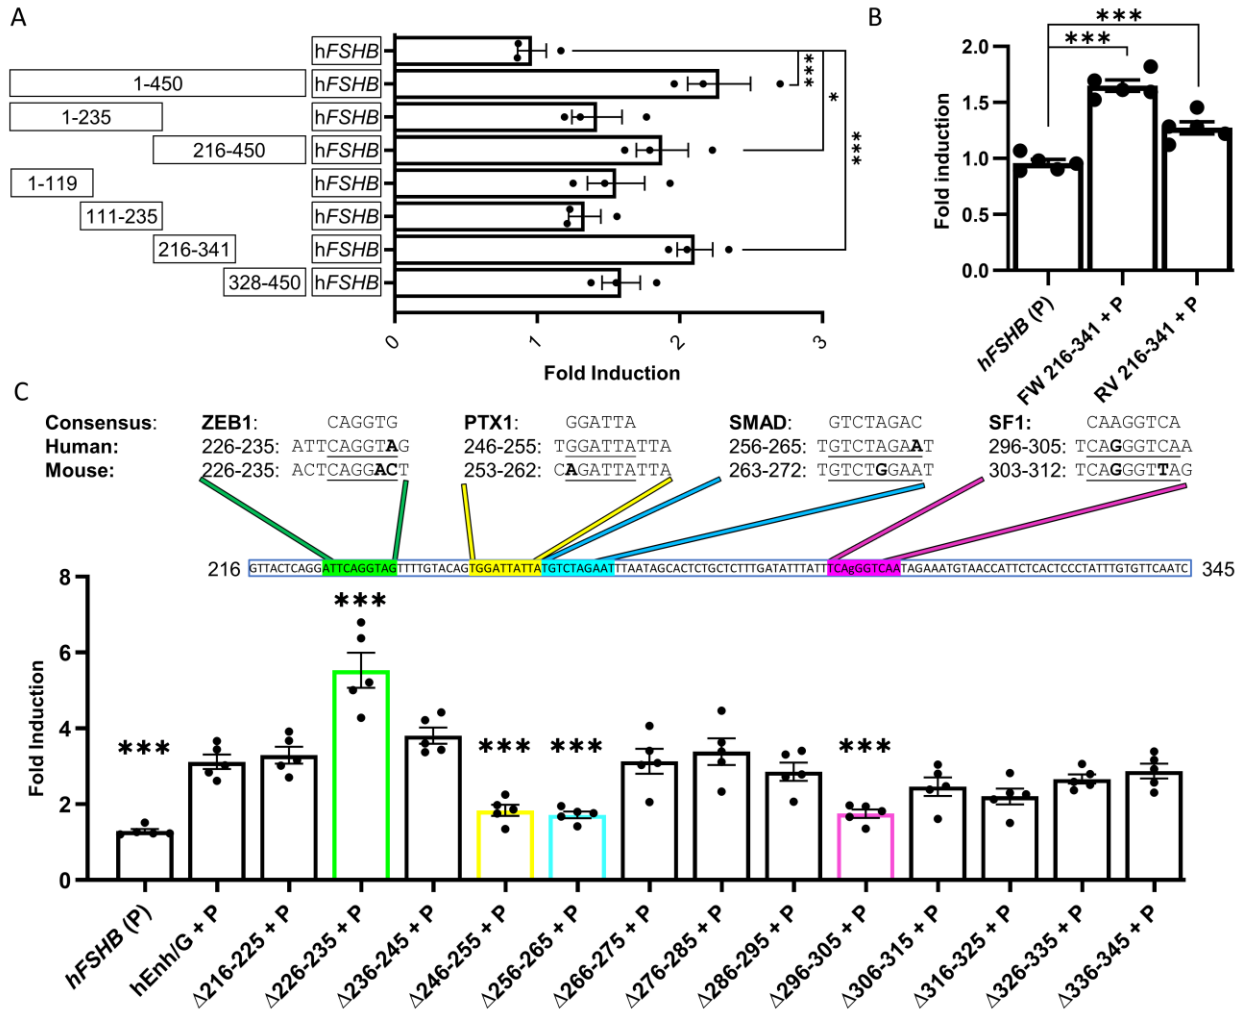 A
hFSHB
1-450 hFSHB
1-235 hFSHB
216-450 hFSHB
1-119 hFSHB
111-235 hFSHB
216-341 hFSHB
328-450 hFSHB
***
*
***
0 1 2 3
Fold Induction
B
***
***
2.0
1.5
1.0
0.5
0.0
Fold induction
hFSHB (P)
FW 216-341 + P
RV 216-341 + P
C
Consensus: ZEB1: CAGGTG PTX1: GGATTA SMAD: GTCTAGAC SF1: CAAGGTCA
Human: 226-235: ATTCAGGTAG 246-255: TGGATTATTA 256-265: TGTCTAGAAT 296-305: TCAGGGTCAA
Mouse: 226-235: ACTCAGGACT 253-262: CAGATTATTA 263-272: TGTCTGGAAT 303-312: TCAGGGTTAG
216 GTTACTCAGGATTCAGGTAGTTTTGTACAGTGGATTATTATGTCTAGAATTTAATAGCACTCTGCTCTTTGATATTTATTTCAgGGTCAATAGAAATGTAACCATTCTCACTCCCTATTTGTGTTCAATC 345
8
6
4
2
0
Fold Induction
***
***
***
***
***
hFSHB (P)
hEnh/G + P
Δ216-225 + P
Δ226-235 + P
Δ236-245 + P
Δ246-255 + P
Δ256-265 + P
Δ266-275 + P
Δ276-285 + P
Δ286-295 + P
Δ296-305 + P
Δ306-315 + P
Δ316-325 + P
Δ326-335 + P
Δ336-345 + P